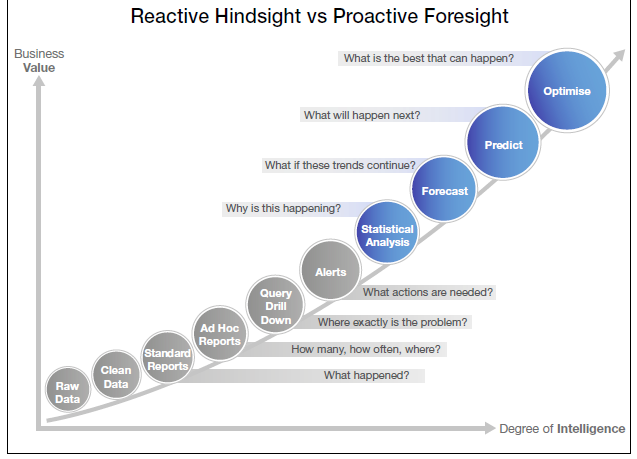 Reactive Hindsight vs Proactive Foresight
Business
Value
What is the best that can happen?
Optimise
What will happen next?
Predict
What if these trends continue?
Forecast
Why is this happening?
Statistical
Analysis
Alerts
What actions are needed?
Query
Drill
Down
Where exactly is the problem?
Ad Hoc
Reports
How many, how often, where?
Standard
Reports
What happened?
Clean
Data
Raw
Data
Degree of Intelligence